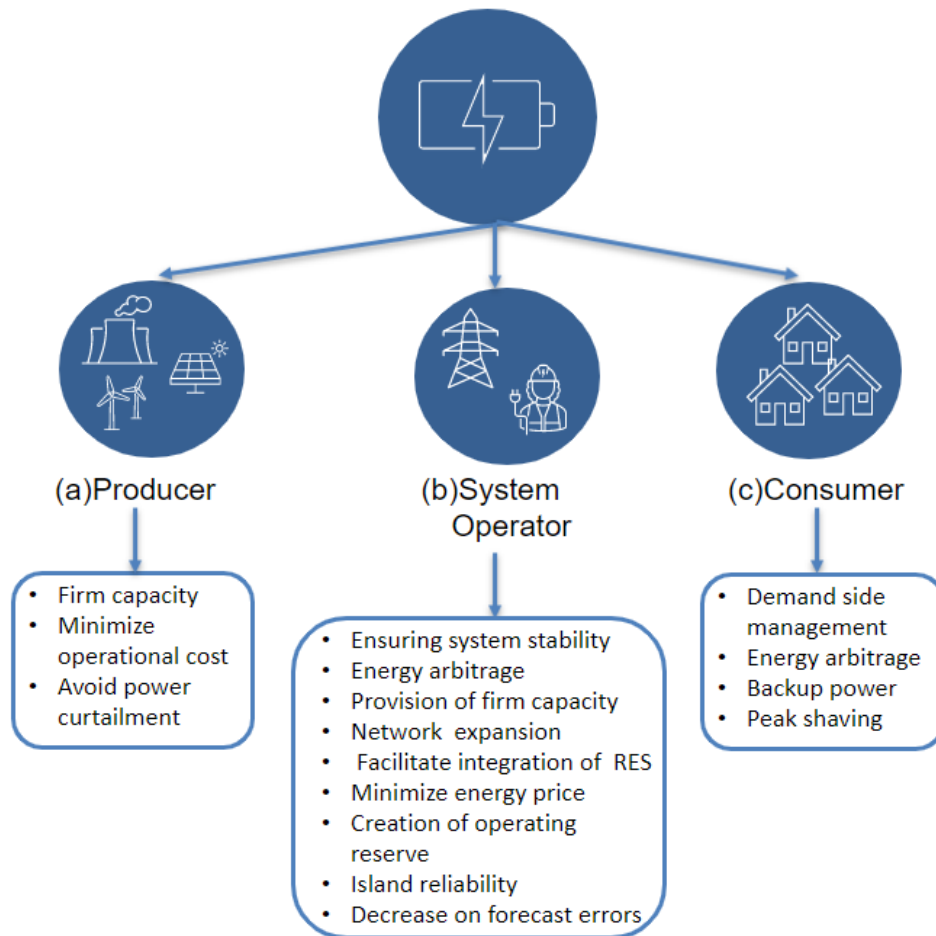 (a)Producer
(b)System
Operator
(c)Consumer
• Firm capacity
• Minimize
operational cost
• Avoid power
curtailment
• Ensuring system stability
• Energy arbitrage
• Provision of firm capacity
• Network expansion
• Facilitate integration of RES
• Minimize energy price
• Creation of operating
reserve
• Island reliability
• Decrease on forecast errors
• Demand side
management
• Energy arbitrage
• Backup power
• Peak shaving